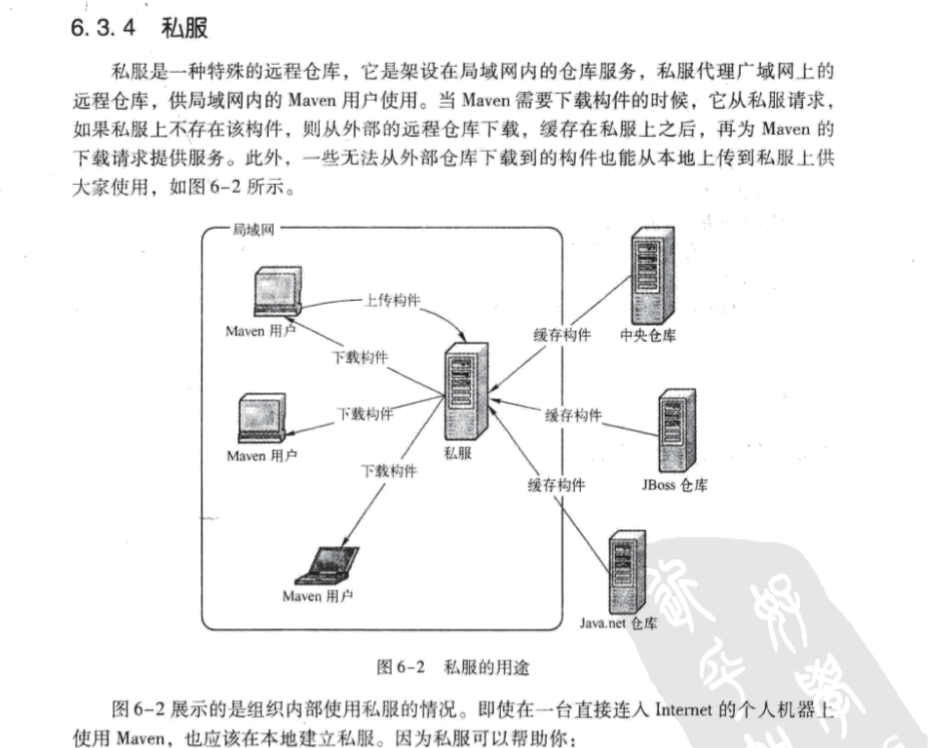 6.3.4 私服
私服是一种特殊的远程仓库，它是架设在局域网内的仓库服务，私服代理广域网上的
远程仓库，供局域网内的 Maven 用户使用。当 Maven 需要下载构件的时候，它从私服请求，
如果私服上不存在该构件，则从外部的远程仓库下载，缓存在私服上之后，再为 Maven 的
下载请求提供服务。此外，一些无法从外部仓库下载到的构件也能从本地上传到私服上供
大家使用，如图 6-2 所示。
局域网
上传构件
Maven 用户
缓存构件
中央仓库
下载构件
下载构件
缓存构件
Maven 用户
私服
下载构件
缓存构件
JBoss 仓库
Maven 用户
Java.net 仓库
图 6-2 私服的用途
图 6-2 展示的是组织内部使用私服的情况。即使在一台直接连入 Internet 的个人机器上
使用 Maven，也应该在本地建立私服。因为私服可以帮助你：